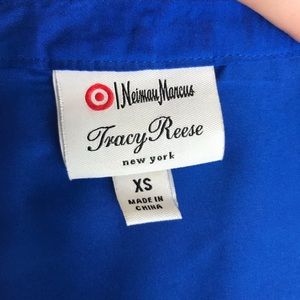 Neiman Marcus
Tracy Reese
new york
XS
MADE IN
CHINA